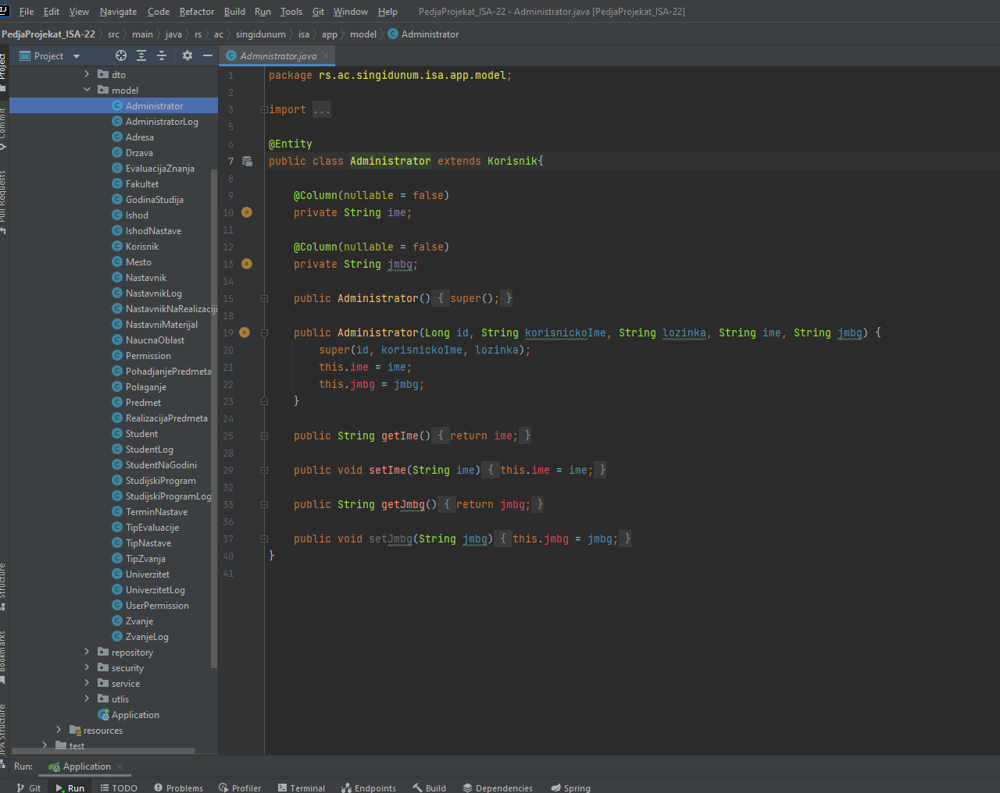 IJ File Edit View Navigate Code Refactor Build Run Tools Git Window Help PedjaProjekat_ISA-22 - Administrator.java [PedjaProjekat_ISA-22]
PedjaProjekat_ISA-22 src main java rs ac singidunum isa app model C Administrator
Project
C Administrator.java
Project
Commit
Pull Requests
Structure
Bookmarks
JPA Structure
dto
model
C Administrator
C AdministratorLog
C Adresa
C Drzava
C EvaluacijaZnanja
C Fakultet
C GodinaStudija
C Ishod
C IshodNastave
C Korisnik
C Mesto
C Nastavnik
C NastavnikLog
C NastavnikNaRealizaciji
C NastavniMaterijal
C NaucnaOblast
C Permission
C PohadjanjePredmeta
C Polaganje
C Predmet
C RealizacijaPredmeta
C Student
C StudentLog
C StudentNaGodini
C StudijskiProgram
C StudijskiProgramLog
C TerminNastave
C TipEvaluacije
C TipNastave
C TipZvanja
C Univerzitet
C UniverzitetLog
C UserPermission
C Zvanje
C ZvanjeLog
repository
security
service
utlis
Application
resources
test
1 package rs.ac.singidunum.isa.app.model;
2
3 import ...
5
6 @Entity
7 public class Administrator extends Korisnik{
8
9 @Column(nullable = false)
10 a private String ime;
11
12 @Column(nullable = false)
13 a private String jmbg;
14
15 public Administrator() { super(); }
18
19 a public Administrator(Long id, String korisnickoIme, String lozinka, String ime, String jmbg) {
20 super(id, korisnickoIme, lozinka);
21 this.ime = ime;
22 this.jmbg = jmbg;
23 }
24
25 public String getIme() { return ime; }
28
29 public void setIme(String ime) { this.ime = ime; }
32
33 public String getJmbg() { return jmbg; }
36
37 public void setJmbg(String jmbg) { this.jmbg = jmbg; }
40 }
41
Run: Application
Git Run TODO Problems Profiler Terminal Endpoints Build Dependencies Spring